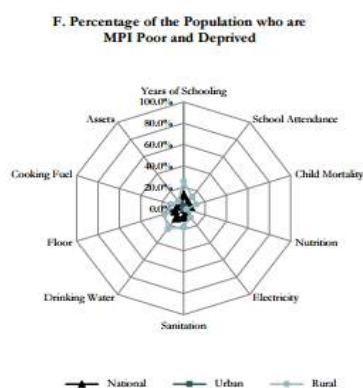 F. Percentage of the Population who are
MPI Poor and Deprived
Years of Schooling
100.0%
80.0%
60.0%
40.0%
20.0%
0.0%
School Attendance
Child Mortality
Nutrition
Electricity
Sanitation
Drinking Water
Floor
Cooking Fuel
Assets
National
Urban
Rural